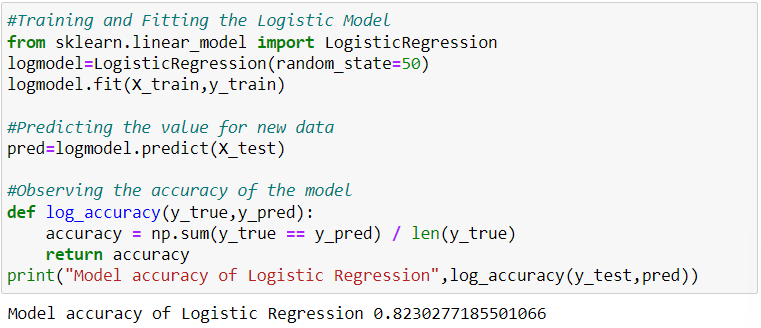 #Training and Fitting the Logistic Model
from sklearn.linear_model import LogisticRegression
logmodel=LogisticRegression(random_state=50)
logmodel.fit(X_train,y_train)
#Predicting the value for new data
pred=logmodel.predict(X_test)
#Observing the accuracy of the model
def log_accuracy(y_true,y_pred):
    accuracy = np.sum(y_true == y_pred) / len(y_true)
    return accuracy
print("Model accuracy of Logistic Regression",log_accuracy(y_test,pred))
Model accuracy of Logistic Regression 0.8230277185501066